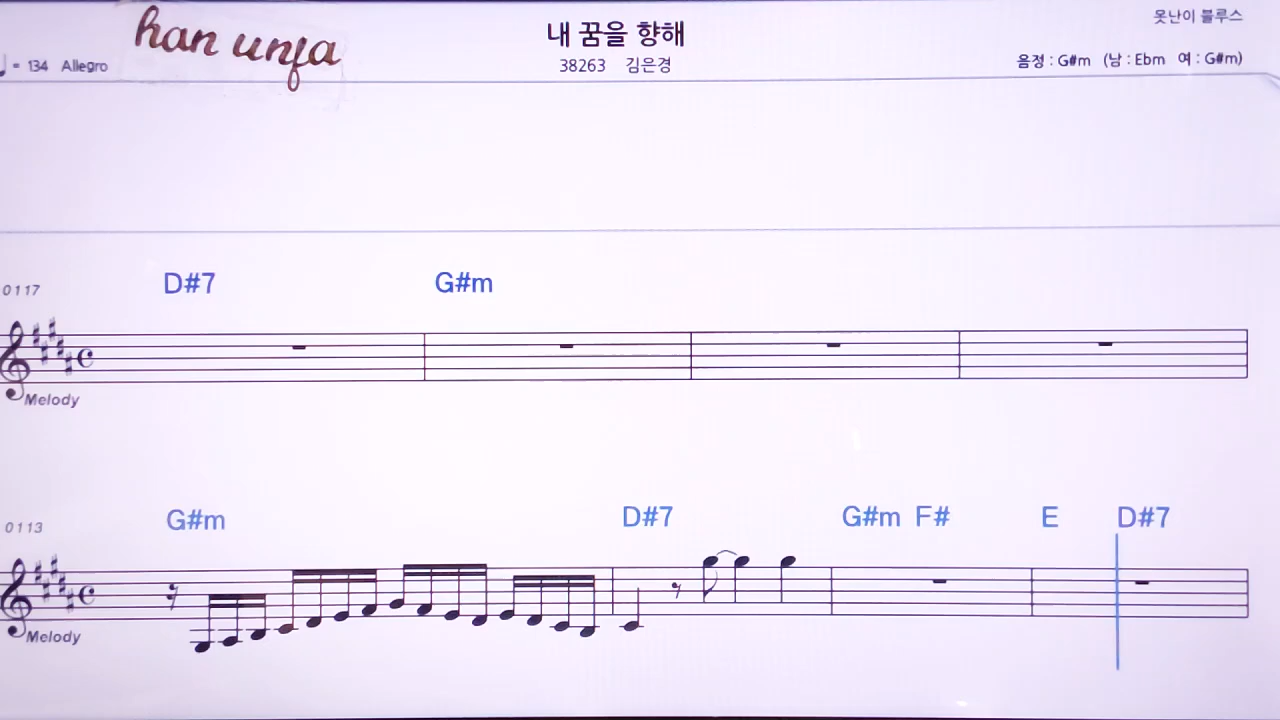 han unfa
내 꿈을 향해
못난이 블루스
♩ = 134 Allegro
38263 김은경
음정 : G#m (남 : Ebm 여 : G#m)
0117
D#7 G#m
Melody
0113
G#m D#7 G#m F# E D#7
Melody